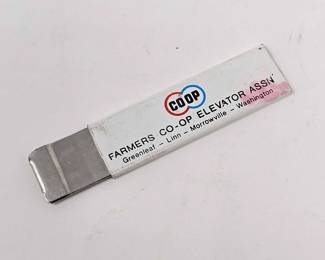 CO OP
FARMERS CO-OP ELEVATOR ASSN
Greenleaf - Linn - Morrowville - Washington